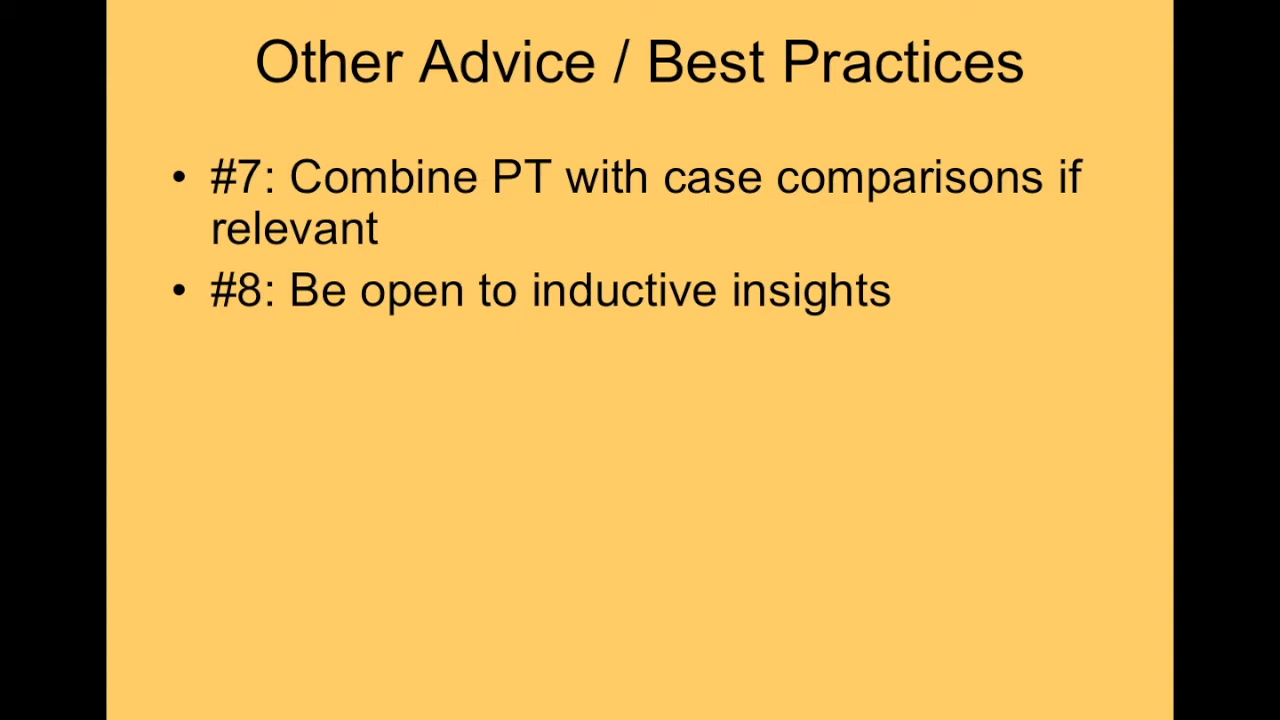 Other Advice / Best Practices
• #7: Combine PT with case comparisons if
relevant
• #8: Be open to inductive insights